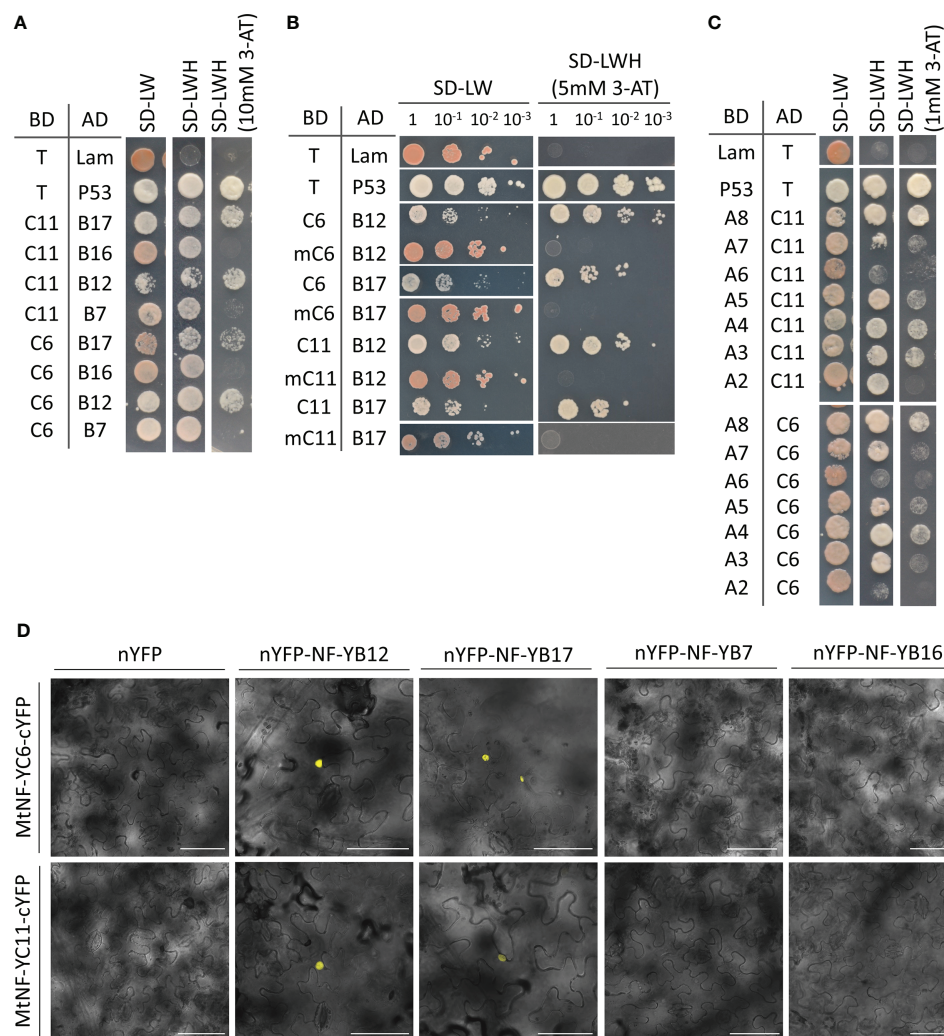 A
SD-LW
SD-LWH
SD-LWH
(10mM 3-AT)
BD AD
T Lam
T P53
C11 B17
C11 B16
C11 B12
C11 B7
C6 B17
C6 B16
C6 B12
C6 B7
B
SD-LW
SD-LWH
(5mM 3-AT)
BD AD
1 10-1 10-2 10-3 1 10-1 10-2 10-3
T Lam
T P53
C6 B12
mC6 B12
C6 B17
mC6 B17
C11 B12
mC11 B12
C11 B17
mC11 B17
C
SD-LW
SD-LWH
SD-LWH
(1mM 3-AT)
BD AD
Lam T
P53 T
A8 C11
A7 C11
A6 C11
A5 C11
A4 C11
A3 C11
A2 C11
A8 C6
A7 C6
A6 C6
A5 C6
A4 C6
A3 C6
A2 C6
D
nYFP nYFP-NF-YB12 nYFP-NF-YB17 nYFP-NF-YB7 nYFP-NF-YB16
MtNF-YC6-cYFP
MtNF-YC11-cYFP